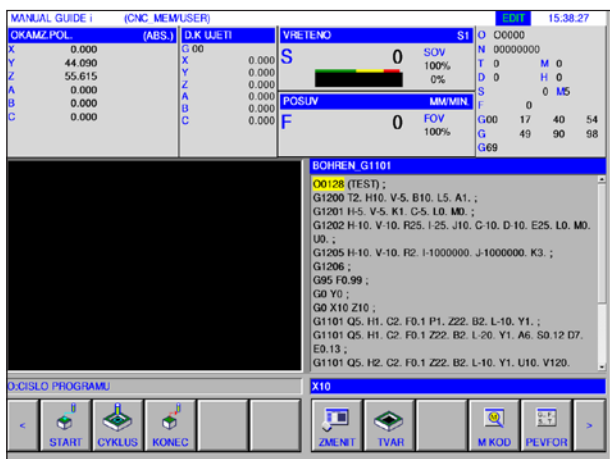 MANUAL GUIDE i (CNC_MEM/USER) EDIT 15:38.27
OKAMZ.POL. (ABS.) D.K UJETI VRETENO S1 O O0000
X 0.000 G 00 N 00000000
Y 44.090 X 0.000 S 0 SOV 100% T 0 M 0
Z 55.615 Y 0.000 0% D 0 H 0
A 0.000 Z 0.000 S 0 M5
B 0.000 A 0.000 POSUV MM/MIN. F 0
C 0.000 B 0.000 F 0 FOV G00 17 40 54
C 0.000 100% G 49 90 98
G69
BOHREN_G1101
O0128 (TEST) ;
G1200 T2. H10. V-5. B10. L5. A1. ;
G1201 H-5. V-5. K1. C-5. L0. M0. ;
G1202 H-10. V-10. R25. I-25. J10. C-10. D-10. E25. L0. M0.
U0. ;
G1205 H-10. V-10. R2. I-1000000. J-1000000. K3. ;
G1206 ;
G95 F0.99 ;
G0 Y0 ;
G0 X10 Z10 ;
G1101 Q5. H1. C2. F0.1 P1. Z22. B2. L-10. Y1. ;
G1101 Q5. H1. C2. F0.1 Z22. B2. L-20. Y1. A6. S0.12 D7.
E0.13 ;
G1101 Q5. H2. C2. F0.1 Z22. B2. L-10. Y1. U10. V120.
O:CISLO PROGRAMU X10
< START CYKLUS KONEC ZMENIT TVAR M KOD PEVFOR >